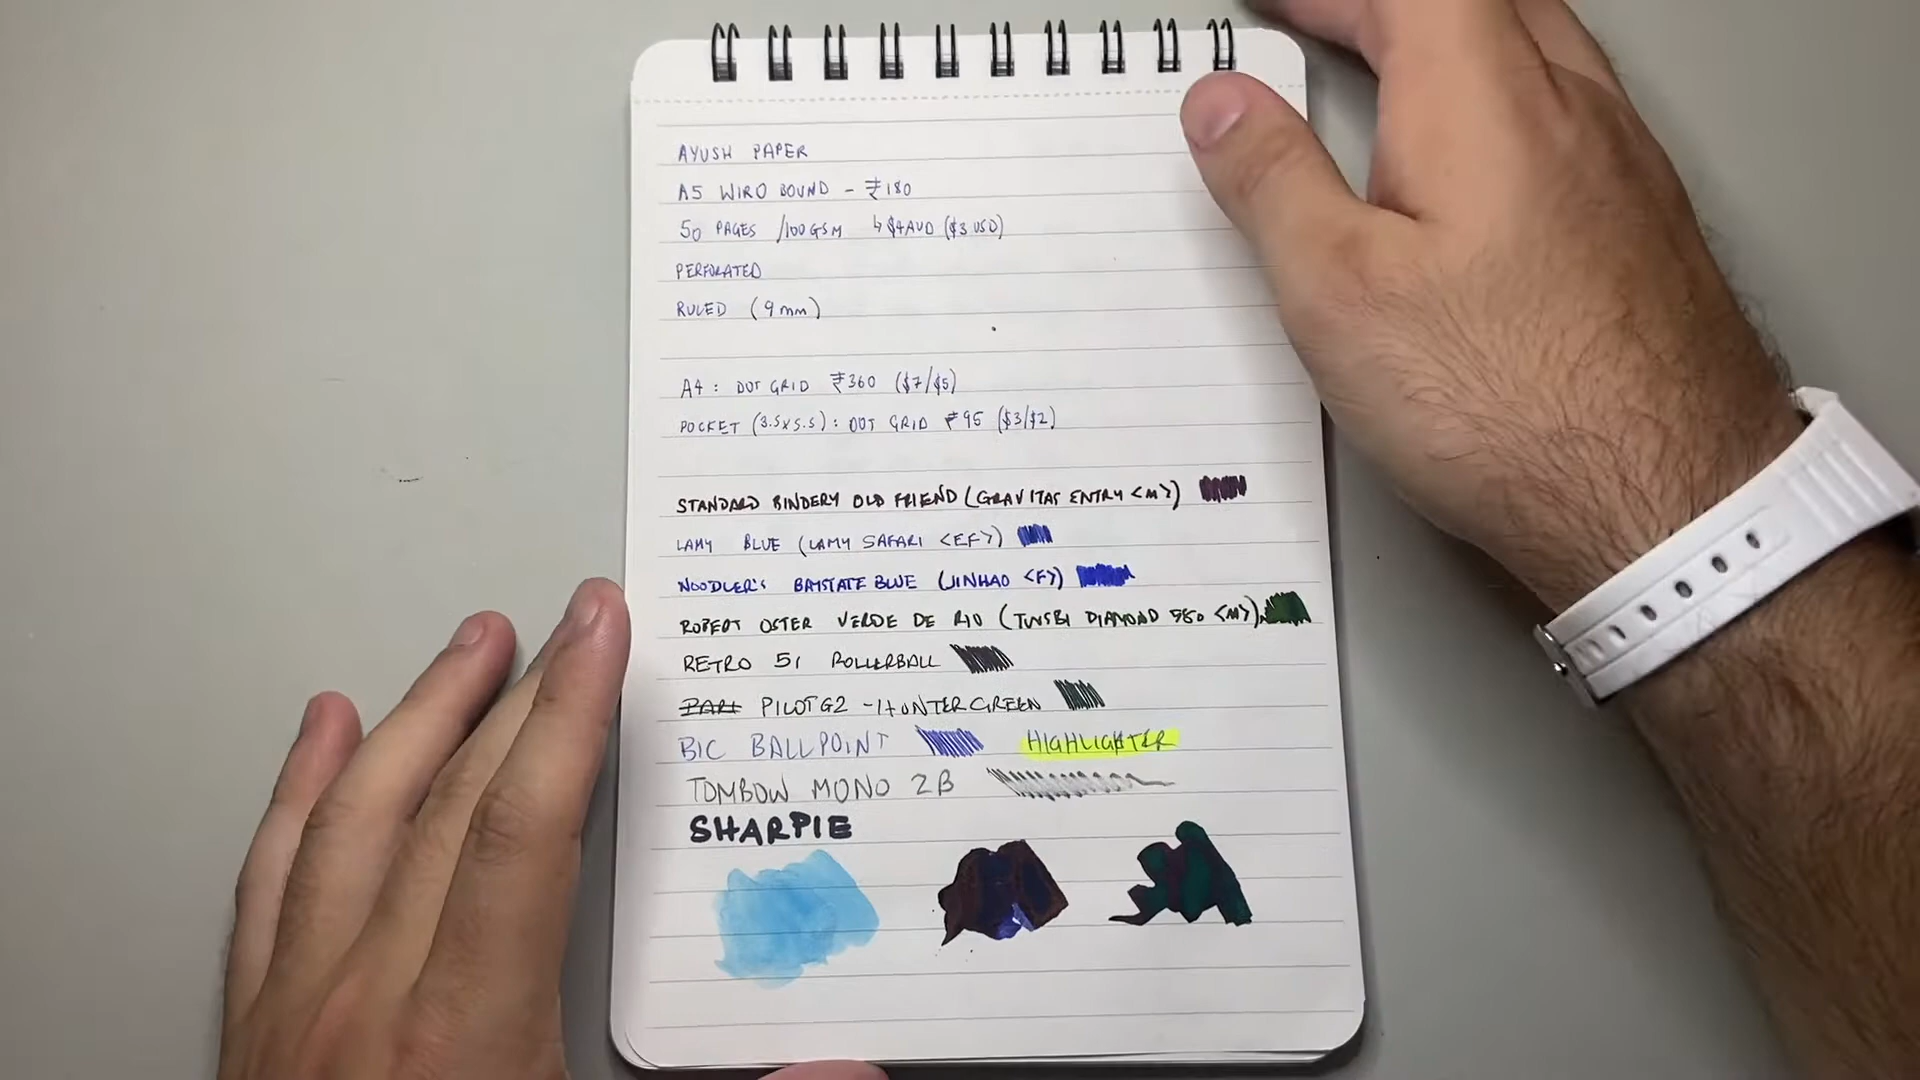 AYUSH PAPER
A5 WIRO BOUND - ₹180
50 PAGES /100GSM ↳ $4AUD ($3 USD)
PERFORATED
RULED (9mm)
A4 : DOT GRID ₹360 ($7/$5)
POCKET (3.5x5.5) : DOT GRID ₹95 ($3/$2)
STANDARD BINDERY OLD FRIEND (GRAVITAS ENTRY <M>)
LAMY BLUE (LAMY SAFARI <EF>)
NOODLER'S BAYSTATE BLUE (JINHAO <F>)
ROBERT OSTER VERDE DE RIO (TWSBI DIAMOND 580 <M>)
RETRO 51 ROLLERBALL
PILOT G2 - HUNTER GREEN
BIC BALLPOINT HIGHLIGHTER
TOMBOW MONO 2B
SHARPIE